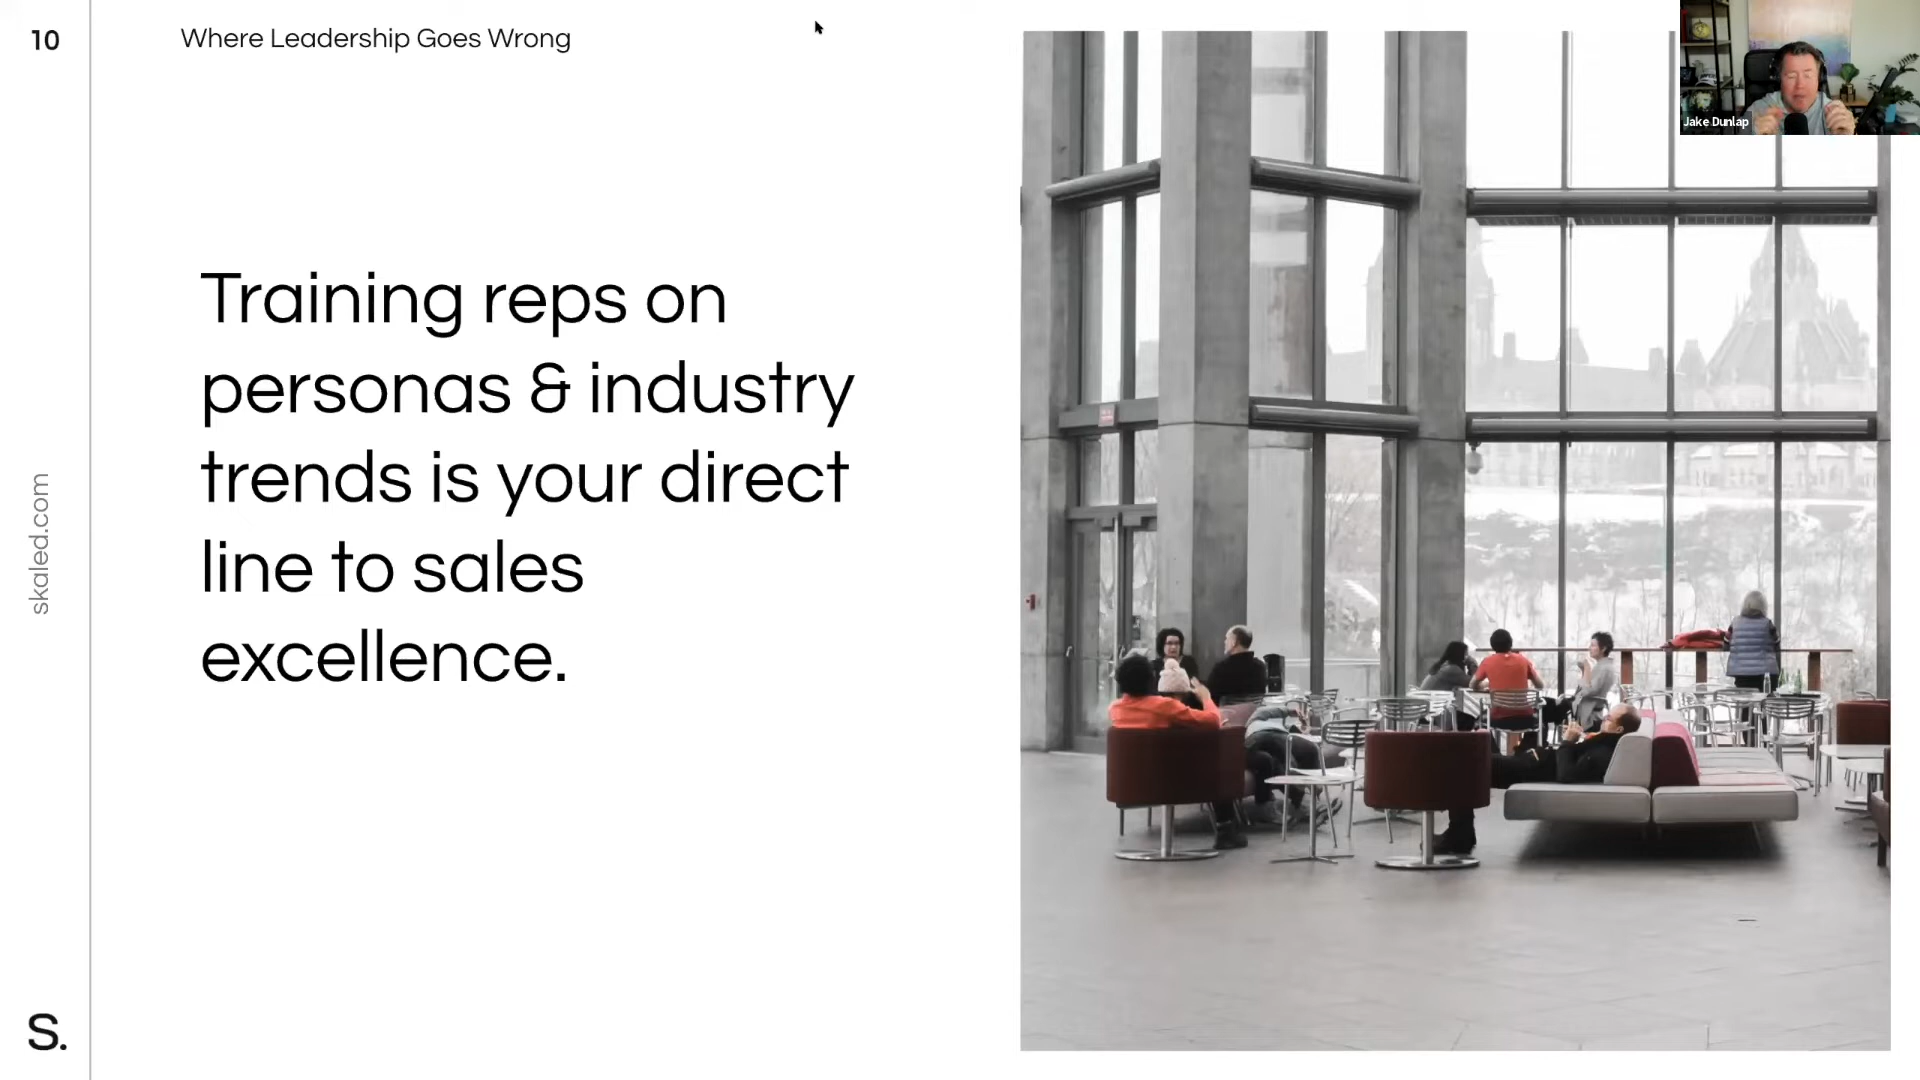 10
Where Leadership Goes Wrong
Jake Dunlap
Training reps on
personas & industry
trends is your direct
line to sales
excellence.
skaled.com
S.